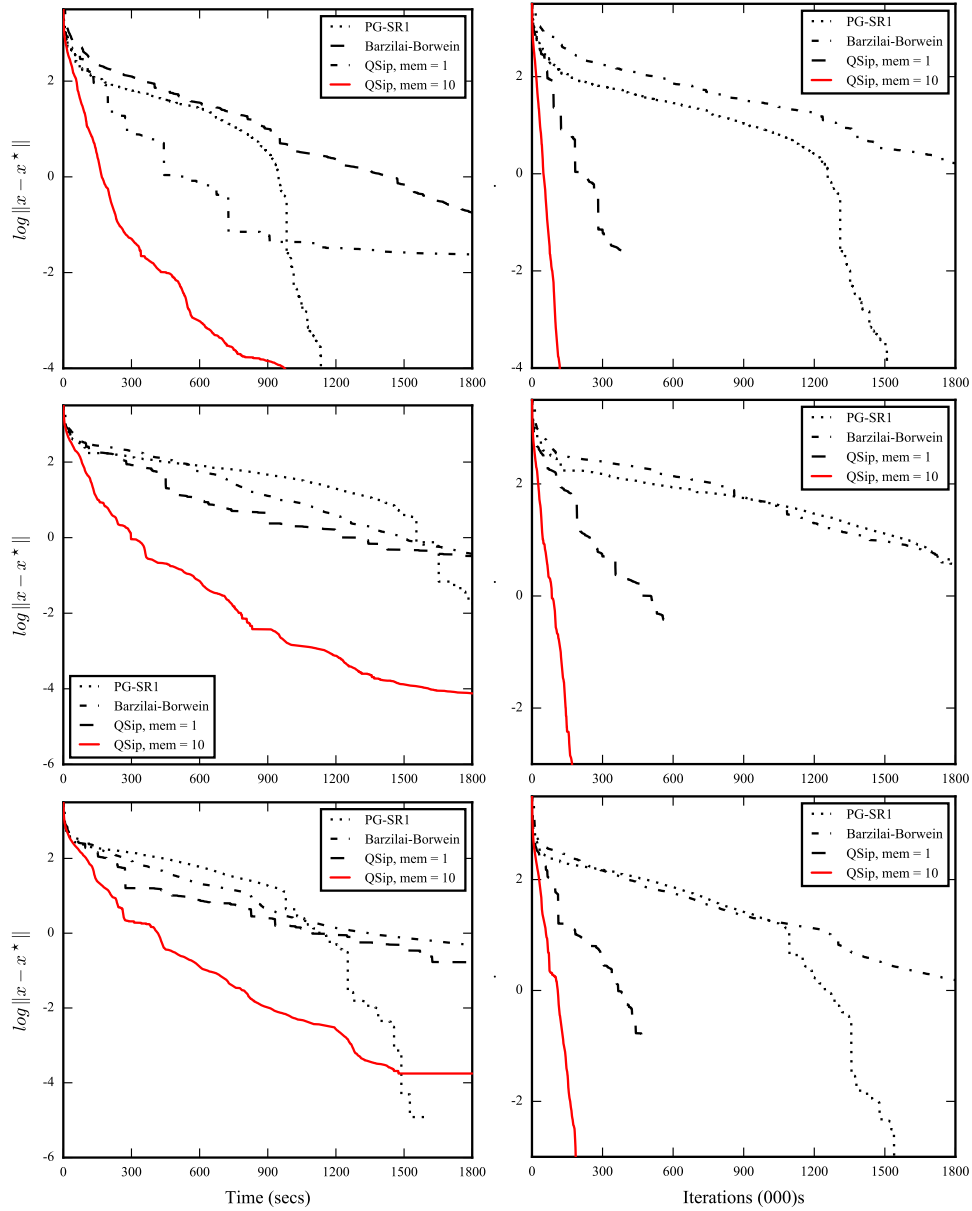 PG-SR1
Barzilai-Borwein
QSip, mem = 1
QSip, mem = 10
2
0
-2
-4
log ‖x − x⋆‖
0 300 600 900 1200 1500 1800
PG-SR1
Barzilai-Borwein
QSip, mem = 1
QSip, mem = 10
2
0
-2
-4
0 300 600 900 1200 1500 1800
2
0
-2
-4
-6
log ‖x − x⋆‖
PG-SR1
Barzilai-Borwein
QSip, mem = 1
QSip, mem = 10
0 300 600 900 1200 1500 1800
PG-SR1
Barzilai-Borwein
QSip, mem = 1
QSip, mem = 10
2
0
2
0 300 600 900 1200 1500 1800
PG-SR1
Barzilai-Borwein
QSip, mem = 1
QSip, mem = 10
2
0
-2
-4
-6
log ‖x − x⋆‖
0 300 600 900 1200 1500 1800
Time (secs)
PG-SR1
Barzilai-Borwein
QSip, mem = 1
QSip, mem = 10
2
0
-2
0 300 600 900 1200 1500 1800
Iterations (000)s